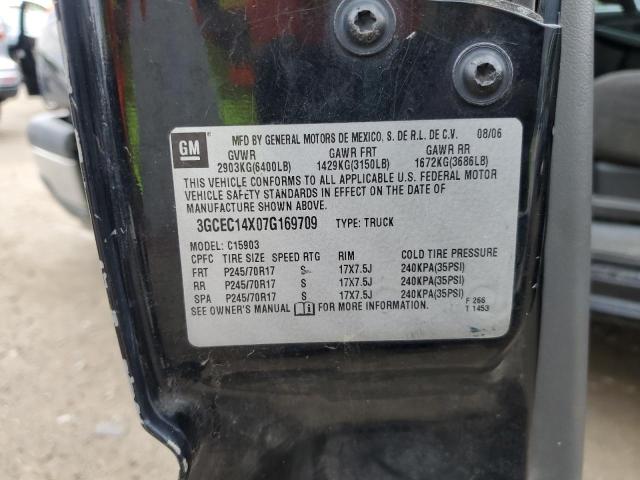 GM
MFD BY GENERAL MOTORS DE MEXICO, S. DE R.L. DE C.V. 08/06
GVWR GAWR FRT GAWR RR
2903KG(6400LB) 1429KG(3150LB) 1672KG(3686LB)
THIS VEHICLE CONFORMS TO ALL APPLICABLE U.S. FEDERAL MOTOR
VEHICLE SAFETY STANDARDS IN EFFECT ON THE DATE OF
MANUFACTURE SHOWN ABOVE.
3GCEC14X07G169709 TYPE: TRUCK
MODEL: C15903
CPFC TIRE SIZE SPEED RTG RIM COLD TIRE PRESSURE
FRT P245/70R17 S 17X7.5J 240KPA(35PSI)
RR P245/70R17 S 17X7.5J 240KPA(35PSI)
SPA P245/70R17 S 17X7.5J 240KPA(35PSI)
SEE OWNER'S MANUAL FOR MORE INFORMATION.
F 266
T 1453